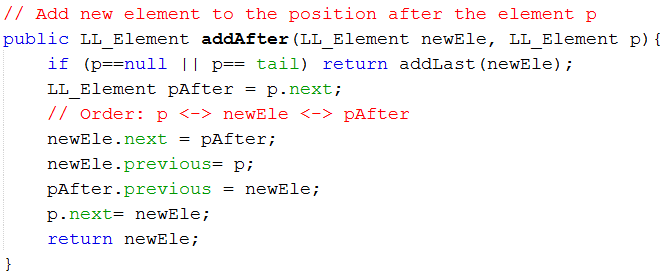 // Add new element to the position after the element p
public LL_Element addAfter(LL_Element newEle, LL_Element p){
    if (p==null || p== tail) return addLast(newEle);
    LL_Element pAfter = p.next;
    // Order: p <-> newEle <-> pAfter
    newEle.next = pAfter;
    newEle.previous= p;
    pAfter.previous = newEle;
    p.next= newEle;
    return newEle;
}